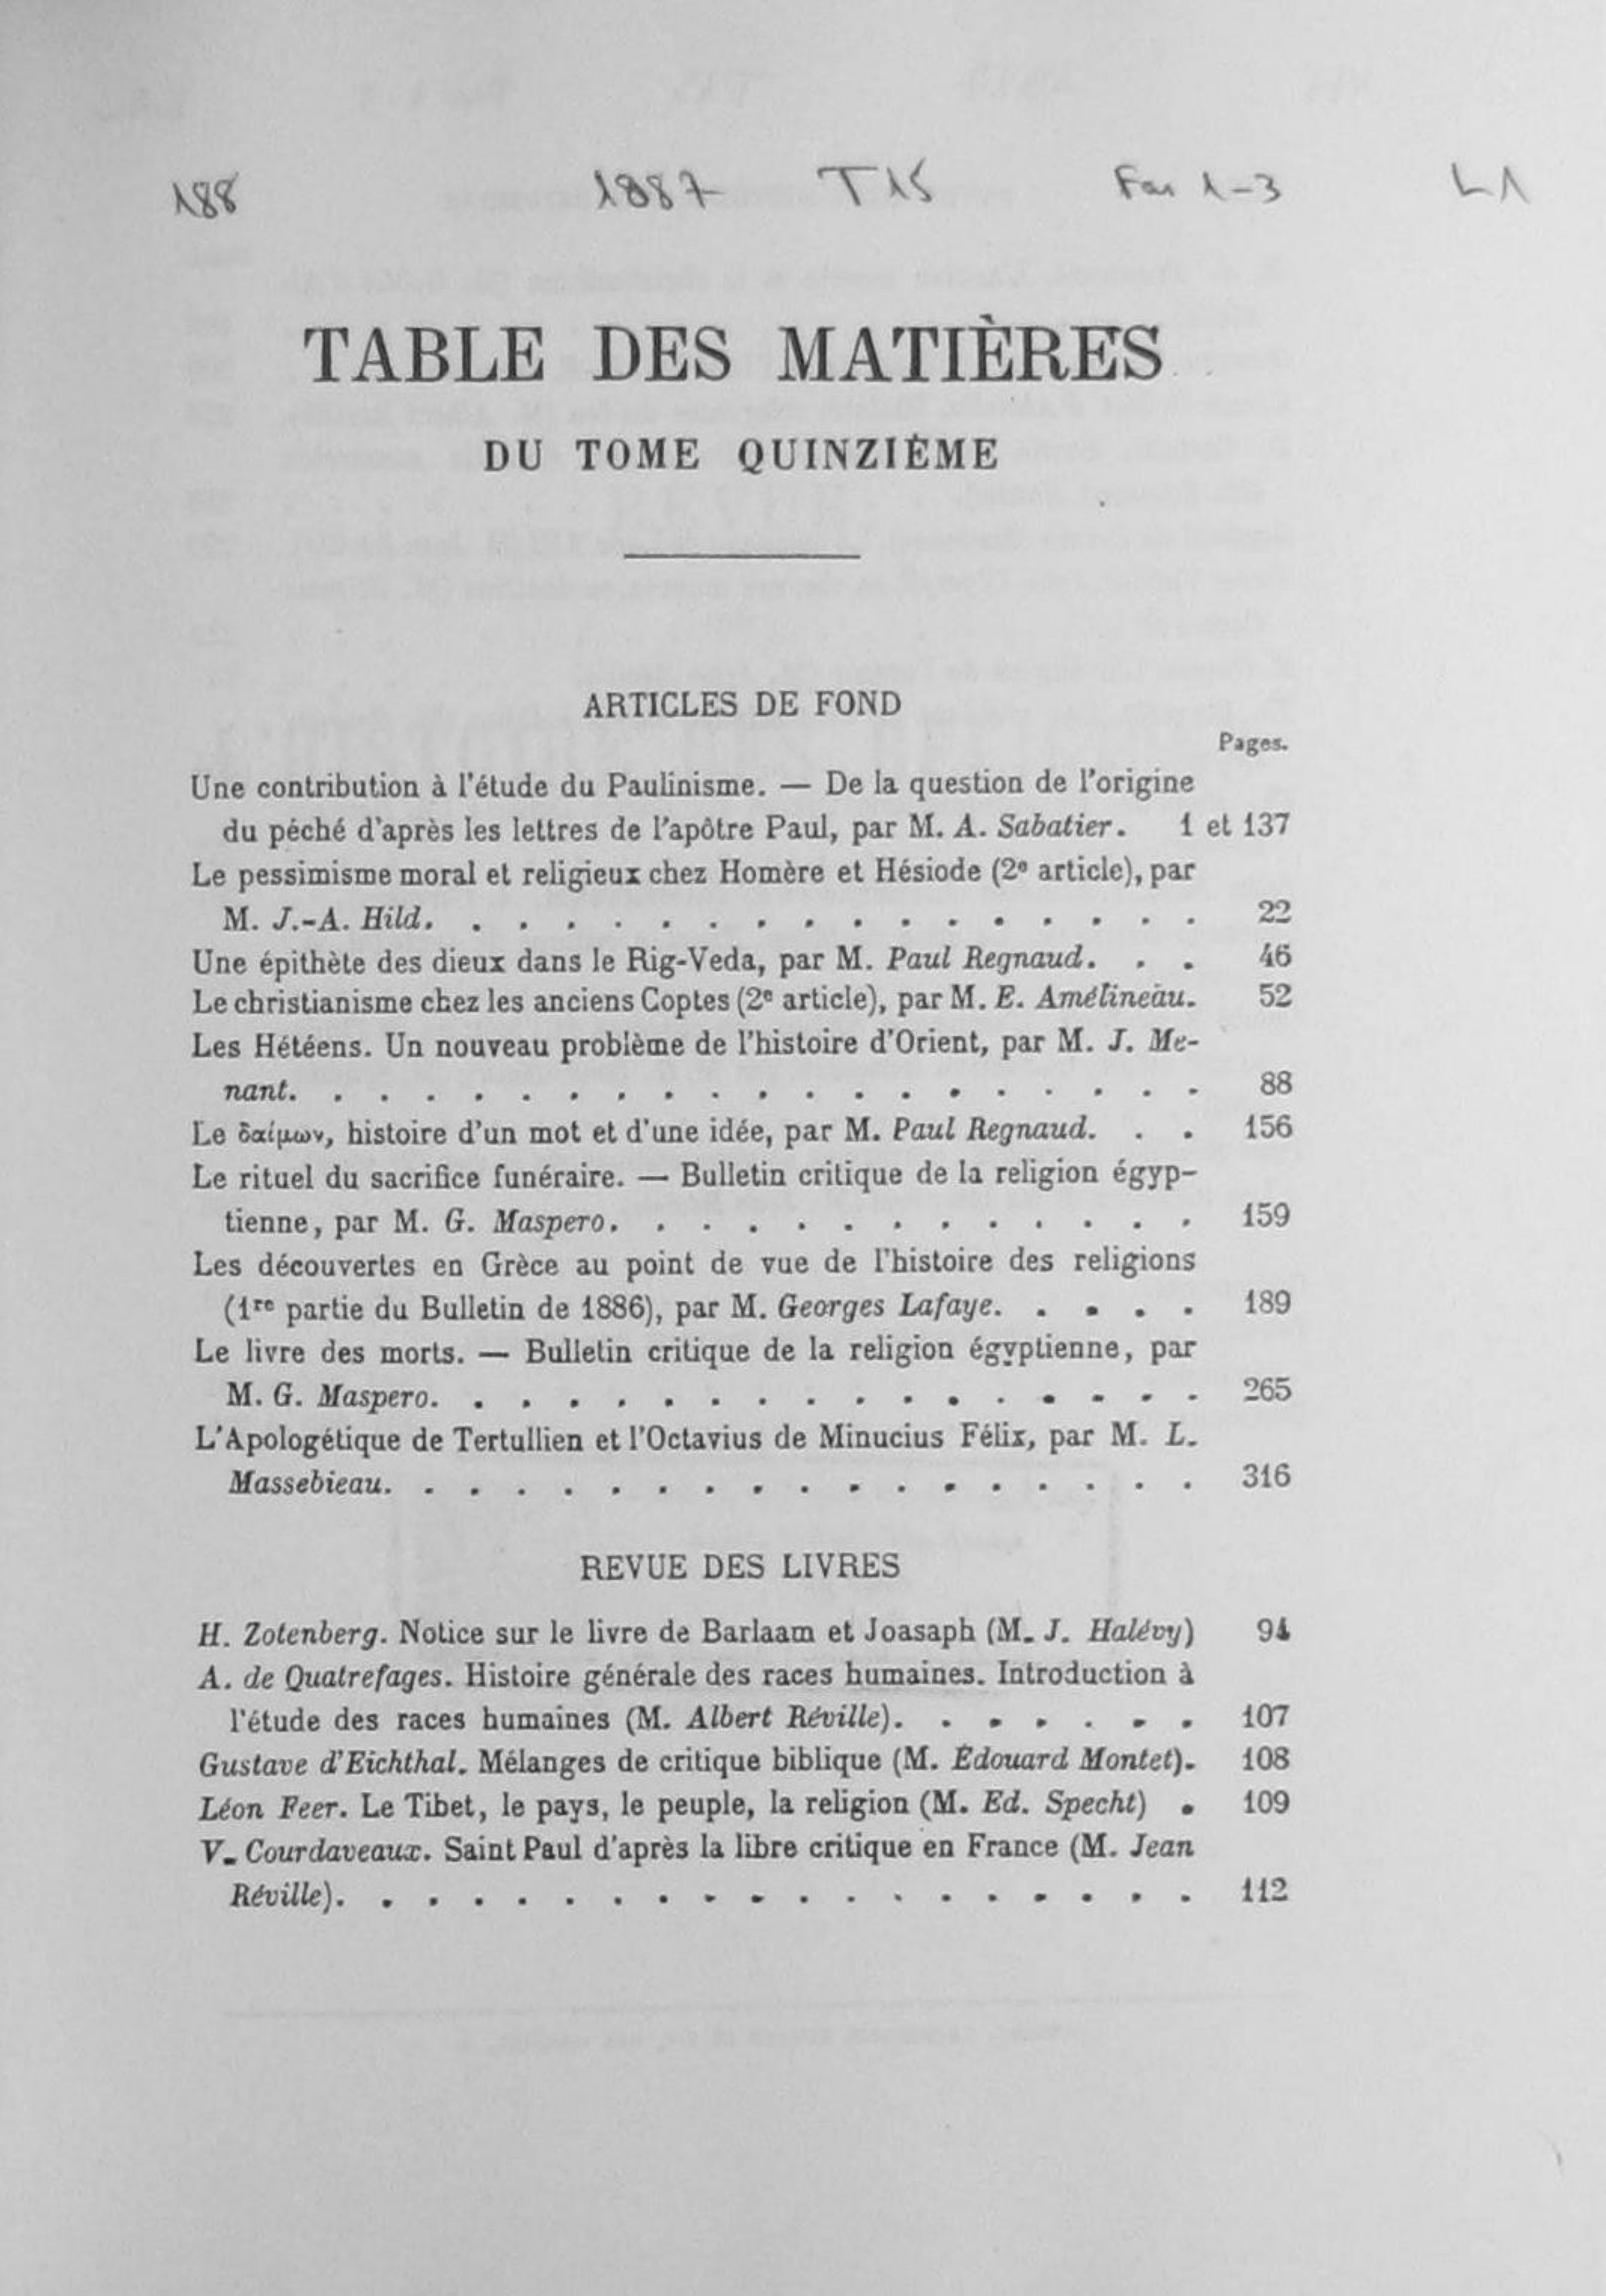 188 1887 T15 Fas 1-3 L1
TABLE DES MATIÈRES
DU TOME QUINZIÈME
ARTICLES DE FOND
Pages.
Une contribution à l'étude du Paulinisme. — De la question de l'origine
du péché d'après les lettres de l'apôtre Paul, par M. A. Sabatier. 1 et 137
Le pessimisme moral et religieux chez Homère et Hésiode (2e article), par
M. J.-A. Hild. . . . . . . . . . . . . . . . . 22
Une épithète des dieux dans le Rig-Veda, par M. Paul Regnaud. . . 46
Le christianisme chez les anciens Coptes (2e article), par M. E. Amélineau. 52
Les Hétéens. Un nouveau problème de l'histoire d'Orient, par M. J. Me-
nant. . . . . . . . . . . . . . . . . . . . 88
Le δαίμων, histoire d'un mot et d'une idée, par M. Paul Regnaud. . . 156
Le rituel du sacrifice funéraire. — Bulletin critique de la religion égyp-
tienne, par M. G. Maspero. . . . . . . . . . . . . 159
Les découvertes en Grèce au point de vue de l'histoire des religions
(1re partie du Bulletin de 1886), par M. Georges Lafaye. . . . . 189
Le livre des morts. — Bulletin critique de la religion égyptienne, par
M. G. Maspero. . . . . . . . . . . . . . . . . 265
L'Apologétique de Tertullien et l'Octavius de Minucius Félix, par M. L.
Massebieau. . . . . . . . . . . . . . . . . . 316
REVUE DES LIVRES
H. Zotenberg. Notice sur le livre de Barlaam et Joasaph (M. J. Halévy) 94
A. de Quatrefages. Histoire générale des races humaines. Introduction à
l'étude des races humaines (M. Albert Réville). . . . . . . 107
Gustave d'Eichthal. Mélanges de critique biblique (M. Édouard Montet). 108
Léon Feer. Le Tibet, le pays, le peuple, la religion (M. Ed. Specht) . 109
V. Courdaveaux. Saint Paul d'après la libre critique en France (M. Jean
Réville). . . . . . . . . . . . . . . . . . . 112